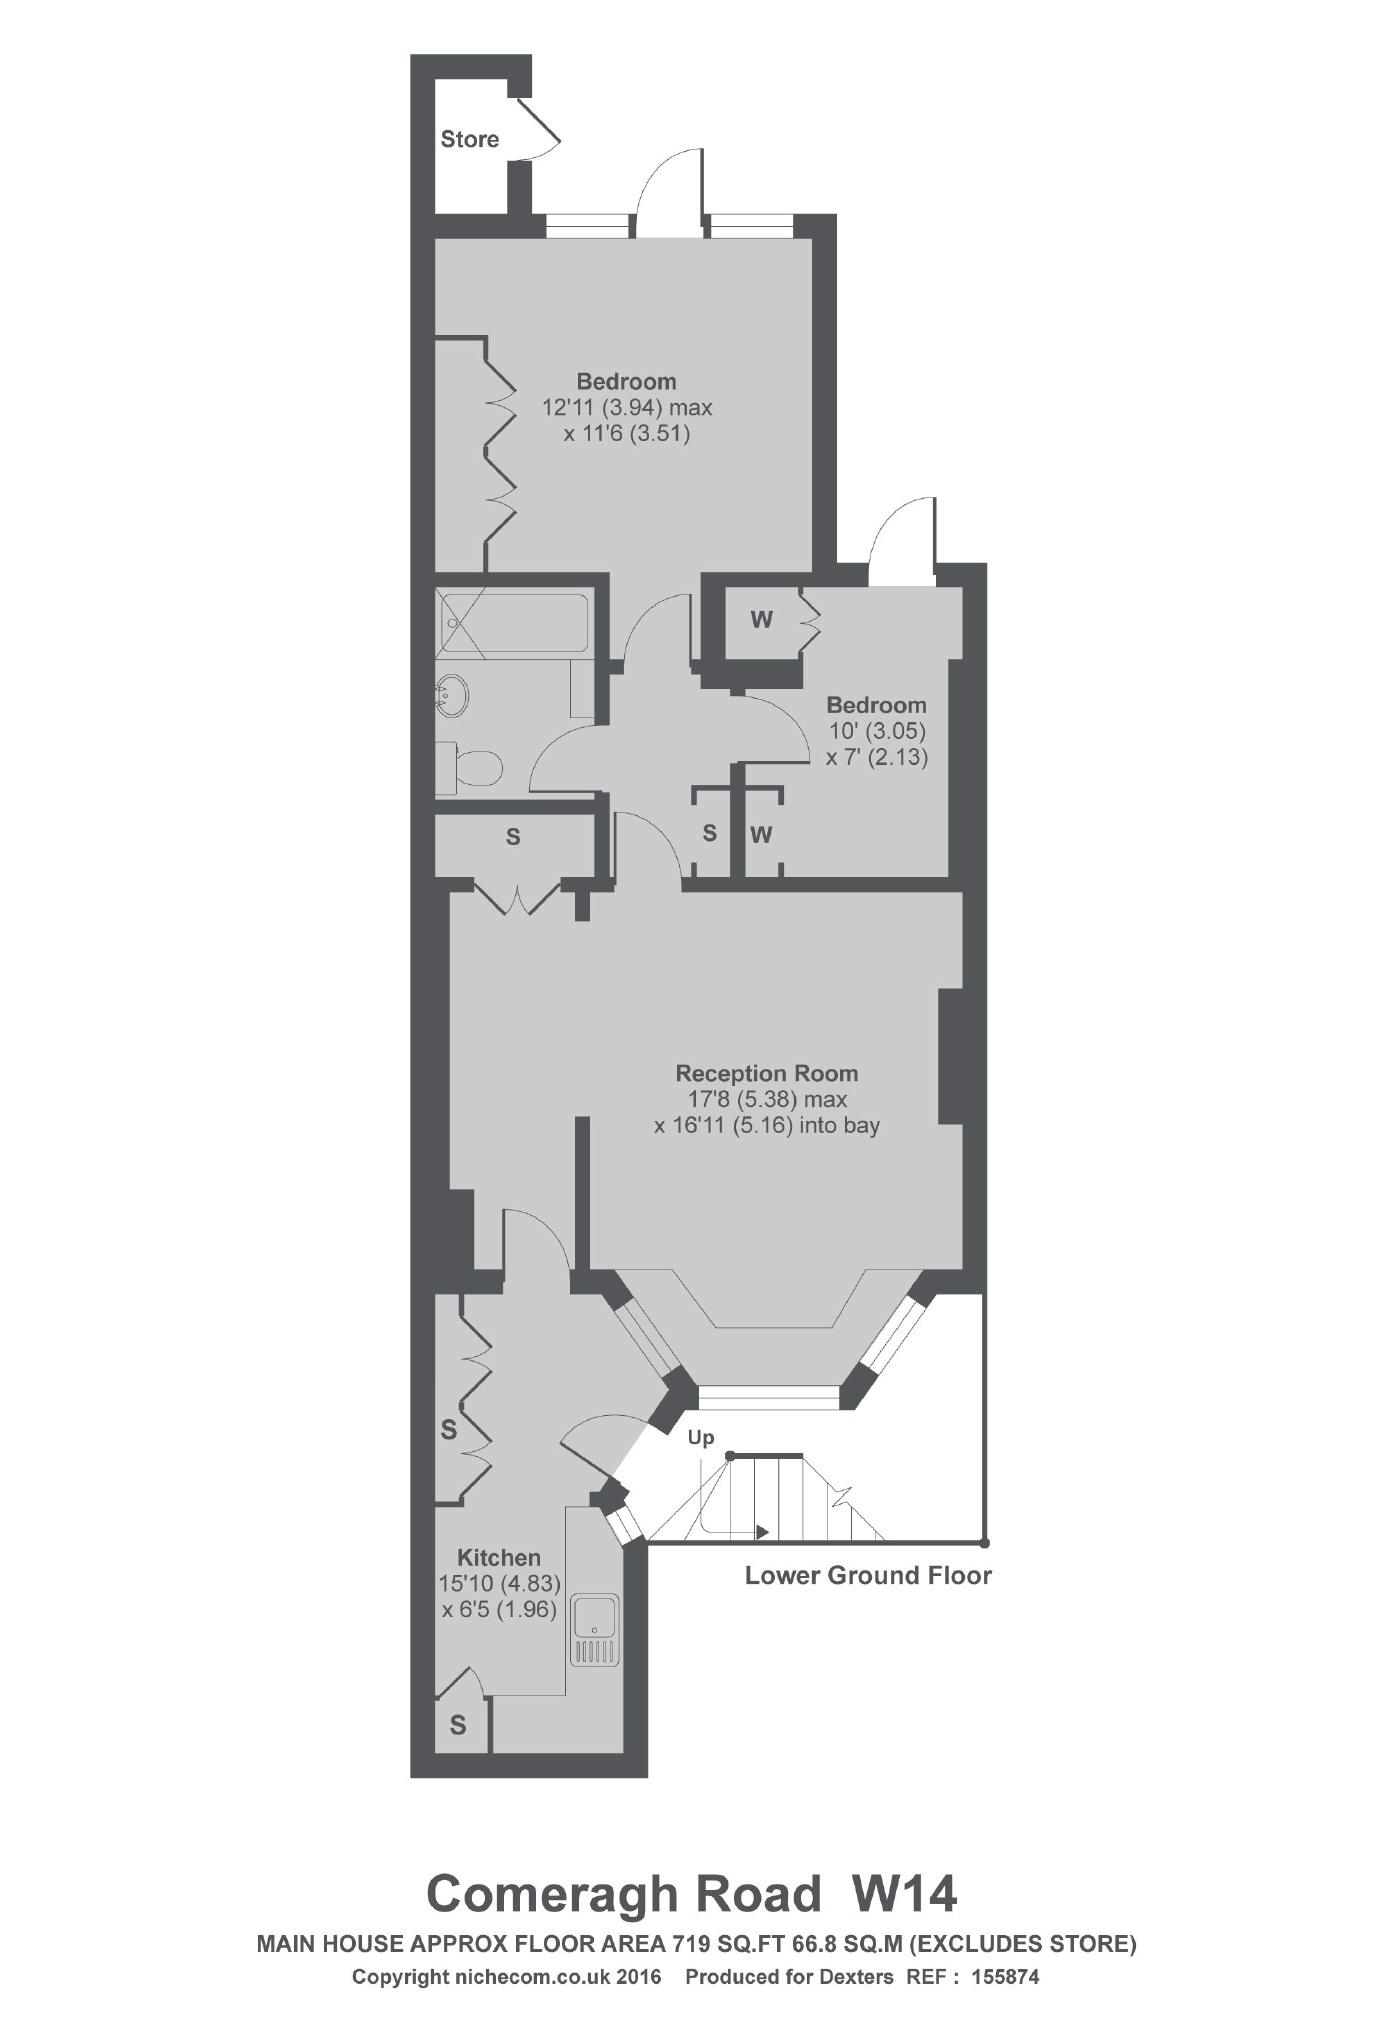 Store
Bedroom
12'11 (3.94) max
x 11'6 (3.51)
W
Bedroom
10' (3.05)
x 7' (2.13)
S
S
W
Reception Room
17'8 (5.38) max
x 16'11 (5.16) into bay
S
Up
Kitchen
15'10 (4.83)
x 6'5 (1.96)
Lower Ground Floor
S
Comeragh Road W14
MAIN HOUSE APPROX FLOOR AREA 719 SQ.FT 66.8 SQ.M (EXCLUDES STORE)
Copyright nichecom.co.uk 2016 Produced for Dexters REF : 155874